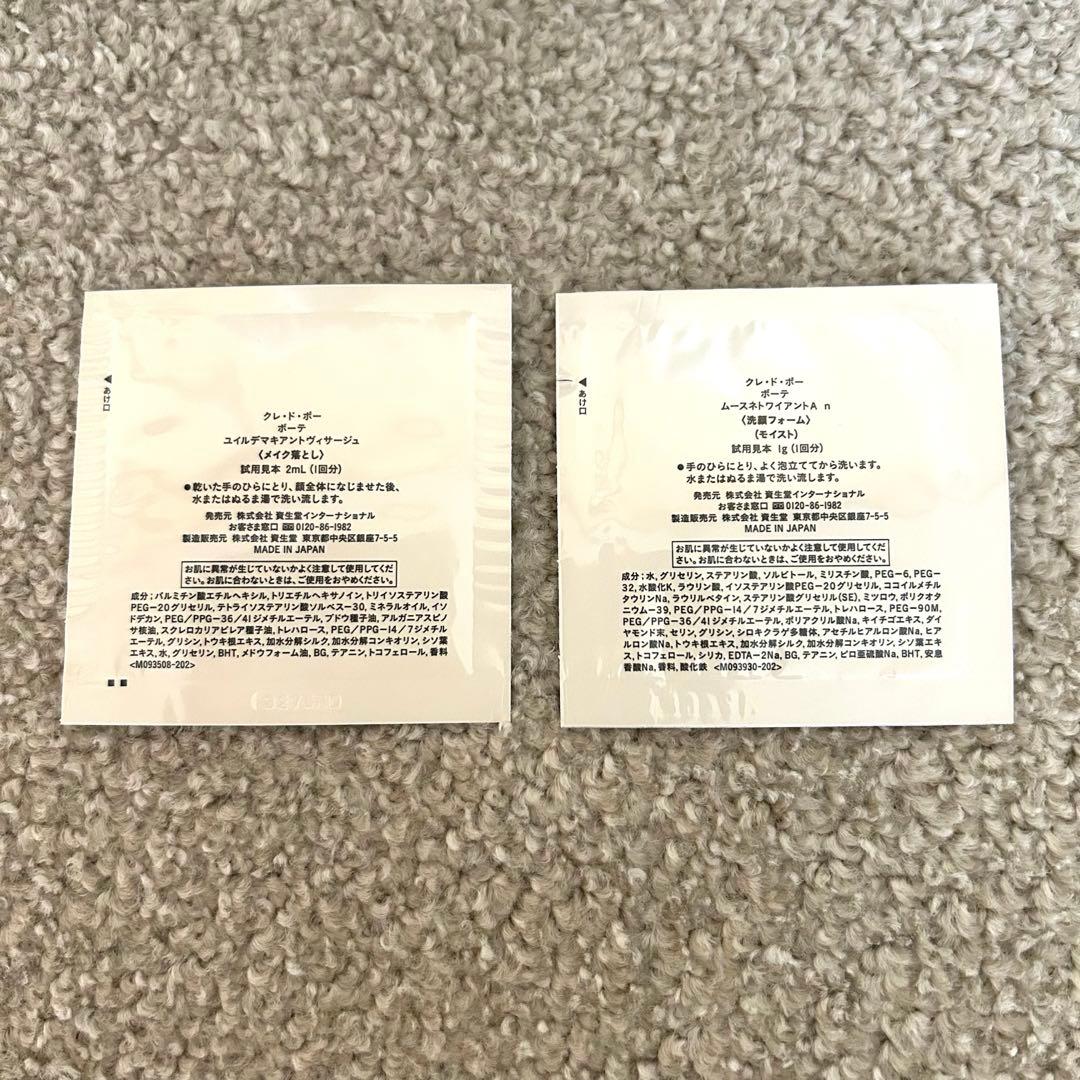 ◀あけ口
クレ・ド・ポー
ボーテ
ユイルデマキアントヴィサージュ
〈メイク落とし〉
試用見本 2mL (1回分)
●乾いた手のひらにとり、顔全体になじませた後、
水またはぬるま湯で洗い流します。
発売元 株式会社 資生堂インターナショナル
お客さま窓口 0120-86-1982
製造販売元 株式会社 資生堂 東京都中央区銀座7-5-5
MADE IN JAPAN
お肌に異常が生じていないかよく注意して使用してくだ
さい。お肌に合わないときは、ご使用をおやめください。
成分:パルミチン酸エチルヘキシル,トリエチルヘキサノイン,トリイソステアリン酸
PEG-20グリセリル,テトライソステアリン酸ソルベス-30,ミネラルオイル,イソ
ドデカン,PEG/PPG-36/41ジメチルエーテル,ブドウ種子油,アルガニアスピノ
サ核油,スクレロカリアビレア種子油,トレハロース,PEG/PPG-14/7ジメチルエ
ーテル,グリシン,トウキ根エキス,加水分解シルク,加水分解コンキオリン,シソ葉
エキス,水,グリセリン,BHT,メドウフォーム油,BG,テアニン,トコフェロール,香料
<M093508-202>
◀あけ口
クレ・ド・ポー
ボーテ
ムースネトワイアントA n
〈洗顔フォーム〉
(モイスト)
試用見本 1g (1回分)
●手のひらにとり、よく泡立ててから洗います。
水またはぬるま湯で洗い流します。
発売元 株式会社 資生堂インターナショナル
お客さま窓口 0120-86-1982
製造販売元 株式会社 資生堂 東京都中央区銀座7-5-5
MADE IN JAPAN
お肌に異常が生じていないかよく注意して使用してくだ
さい。お肌に合わないときは、ご使用をおやめください。
成分:水,グリセリン,ステアリン酸,ソルビトール,ミリスチン酸,PEG-6,PEG-
32,水酸化K,ラウリン酸,イソステアリン酸PEG-20グリセリル,ココイルメチル
タウリンNa,ラウリルベタイン,ステアリン酸グリセリル(SE),ミツロウ,ポリクオタ
ニウム-39,PEG/PPG-14/7ジメチルエーテル,トレハロース,PEG-90M,
PEG/PPG-36/41ジメチルエーテル,ポリアクリル酸Na,キイチゴエキス,ダイ
ヤモンド末,セリン,グリシン,シロキクラゲ多糖体,アセチルヒアルロン酸Na,ヒア
ルロン酸Na,トウキ根エキス,加水分解シルク,加水分解コンキオリン,シソ葉エキ
ス,トコフェロール,シリカ,EDTA-2Na,BG,テアニン,ピロ亜硫酸Na,BHT,安息
香酸Na,香料,酸化鉄 <M093930-202>